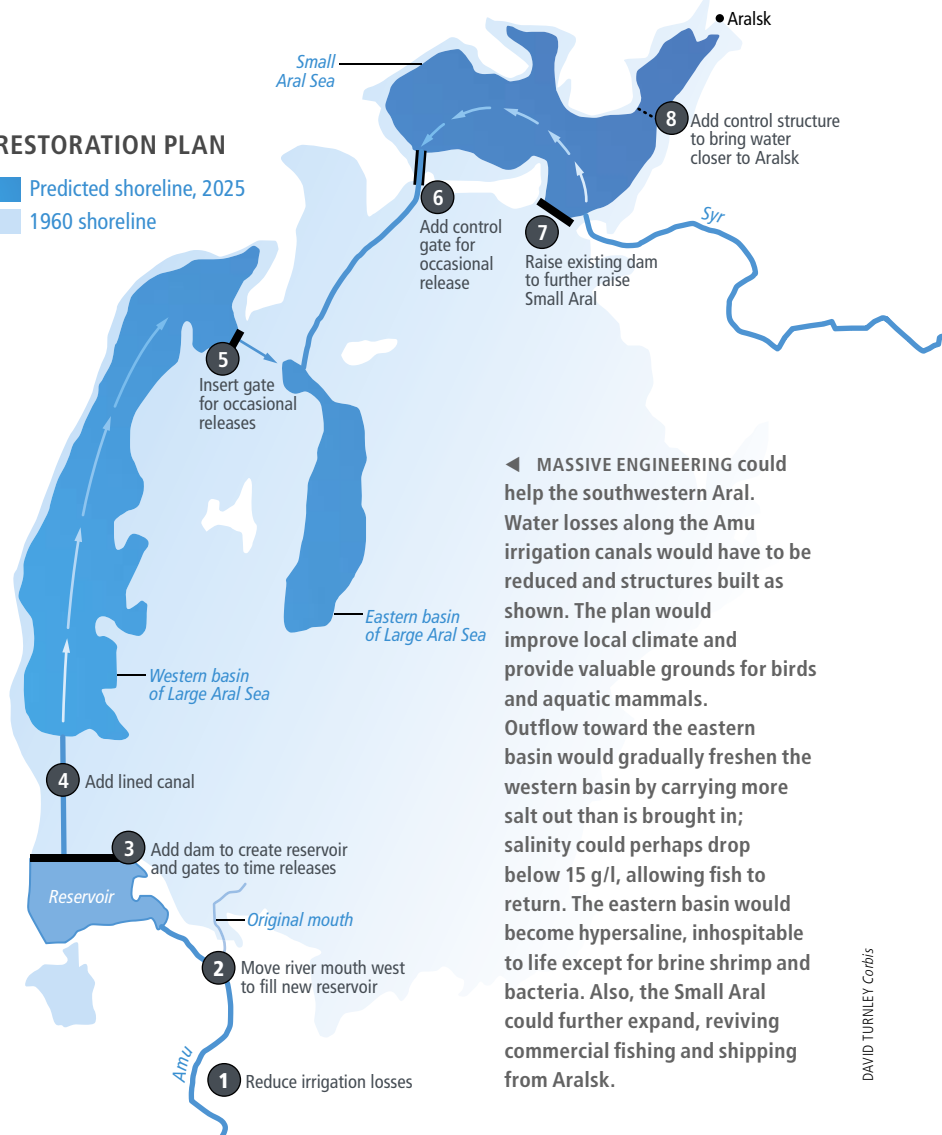 Aralsk
Small
Aral Sea
8
Add control structure
to bring water
closer to Aralsk
RESTORATION PLAN
Predicted shoreline, 2025
1960 shoreline
6
Add control
gate for
occasional
release
7
Raise existing dam
to further raise
Small Aral
Syr
5
Insert gate
for occasional
releases
Eastern basin
of Large Aral Sea
Western basin
of Large Aral Sea
4
Add lined canal
3
Add dam to create reservoir
and gates to time releases
Reservoir
Original mouth
2
Move river mouth west
to fill new reservoir
Amu
1
Reduce irrigation losses
◀ MASSIVE ENGINEERING could
help the southwestern Aral.
Water losses along the Amu
irrigation canals would have to be
reduced and structures built as
shown. The plan would
improve local climate and
provide valuable grounds for birds
and aquatic mammals.
Outflow toward the eastern
basin would gradually freshen the
western basin by carrying more
salt out than is brought in;
salinity could perhaps drop
below 15 g/l, allowing fish to
return. The eastern basin would
become hypersaline, inhospitable
to life except for brine shrimp and
bacteria. Also, the Small Aral
could further expand, reviving
commercial fishing and shipping
from Aralsk.
DAVID TURNLEY Corbis